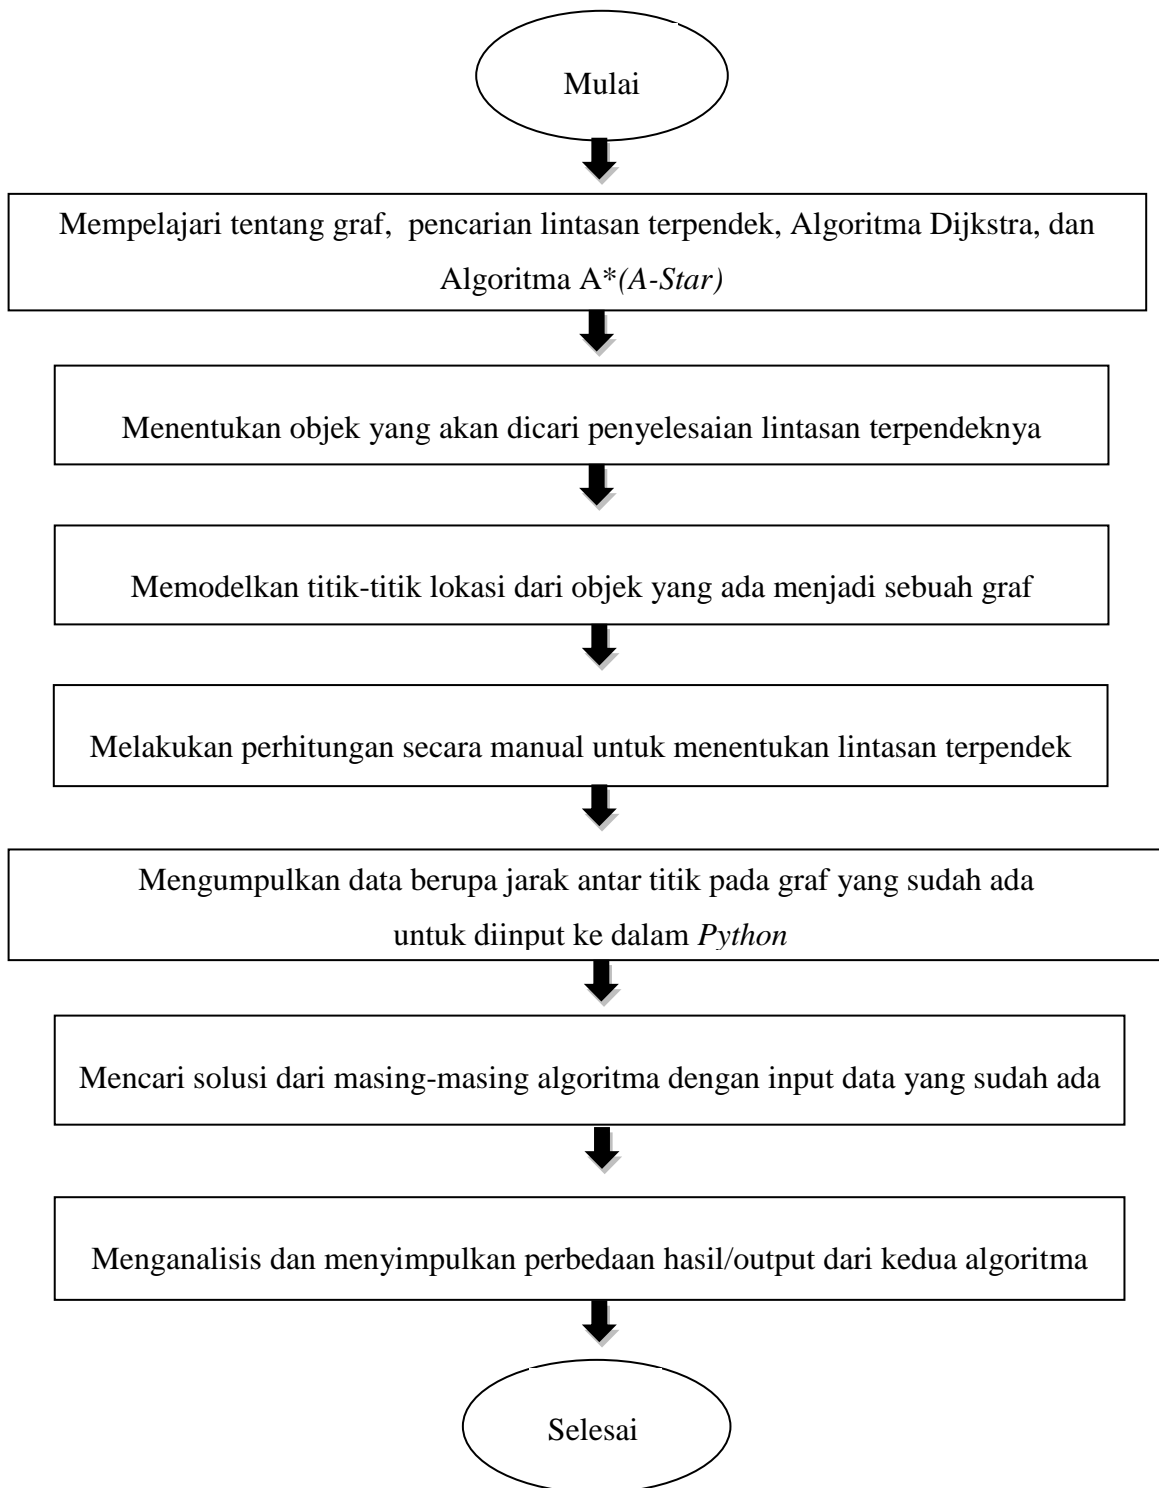 Mulai
Mempelajari tentang graf, pencarian lintasan terpendek, Algoritma Dijkstra, dan
Algoritma A*(A-Star)
Menentukan objek yang akan dicari penyelesaian lintasan terpendeknya
Memodelkan titik-titik lokasi dari objek yang ada menjadi sebuah graf
Melakukan perhitungan secara manual untuk menentukan lintasan terpendek
Mengumpulkan data berupa jarak antar titik pada graf yang sudah ada
untuk diinput ke dalam Python
Mencari solusi dari masing-masing algoritma dengan input data yang sudah ada
Menganalisis dan menyimpulkan perbedaan hasil/output dari kedua algoritma
Selesai